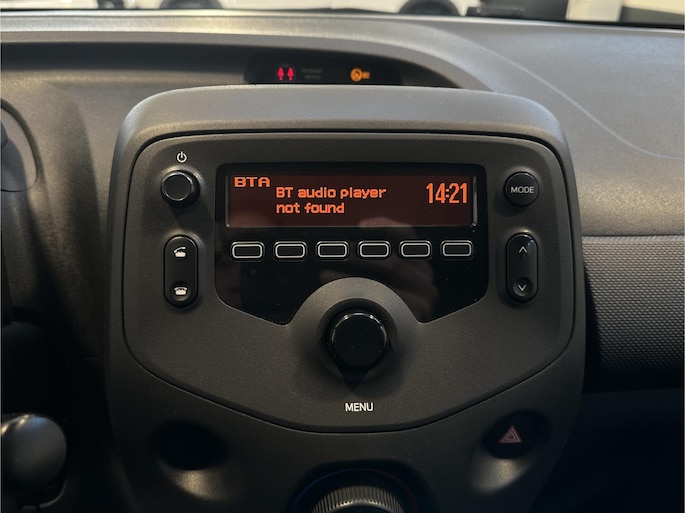 BTA
BT audio player
not found
14:21
MODE
MENU